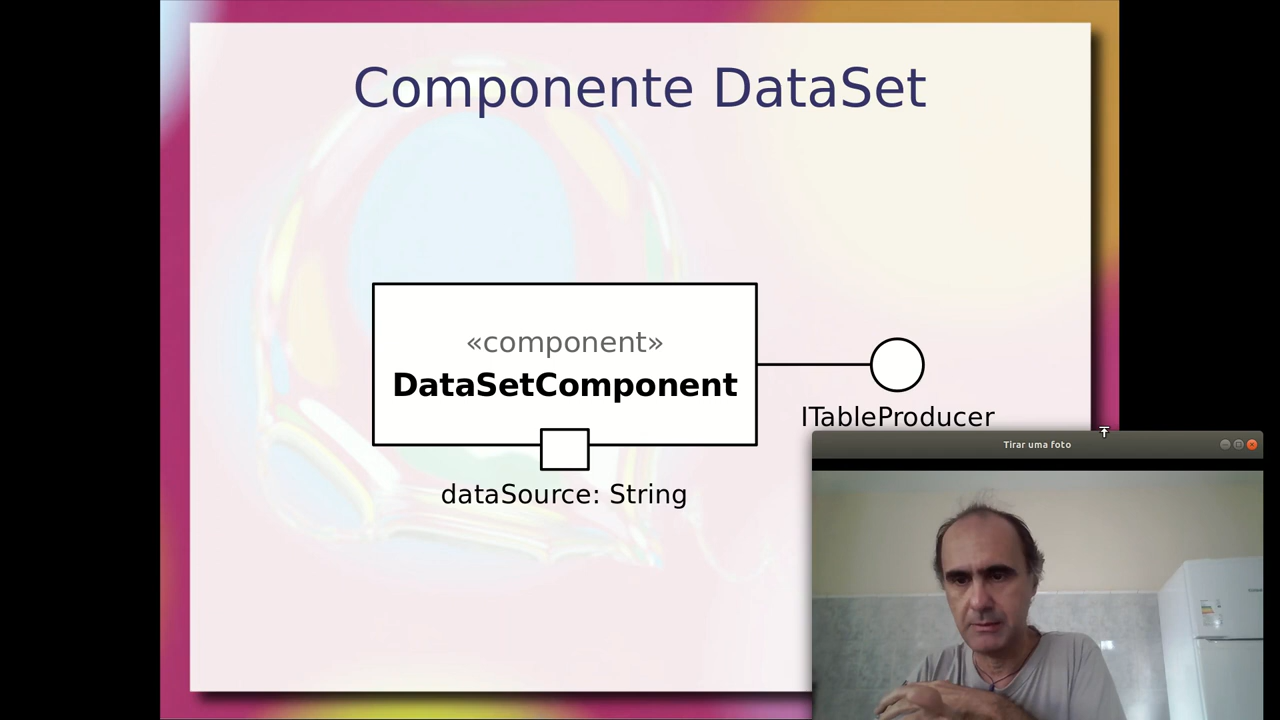 Componente DataSet
«component»
DataSetComponent
ITableProducer
dataSource: String
Tirar uma foto